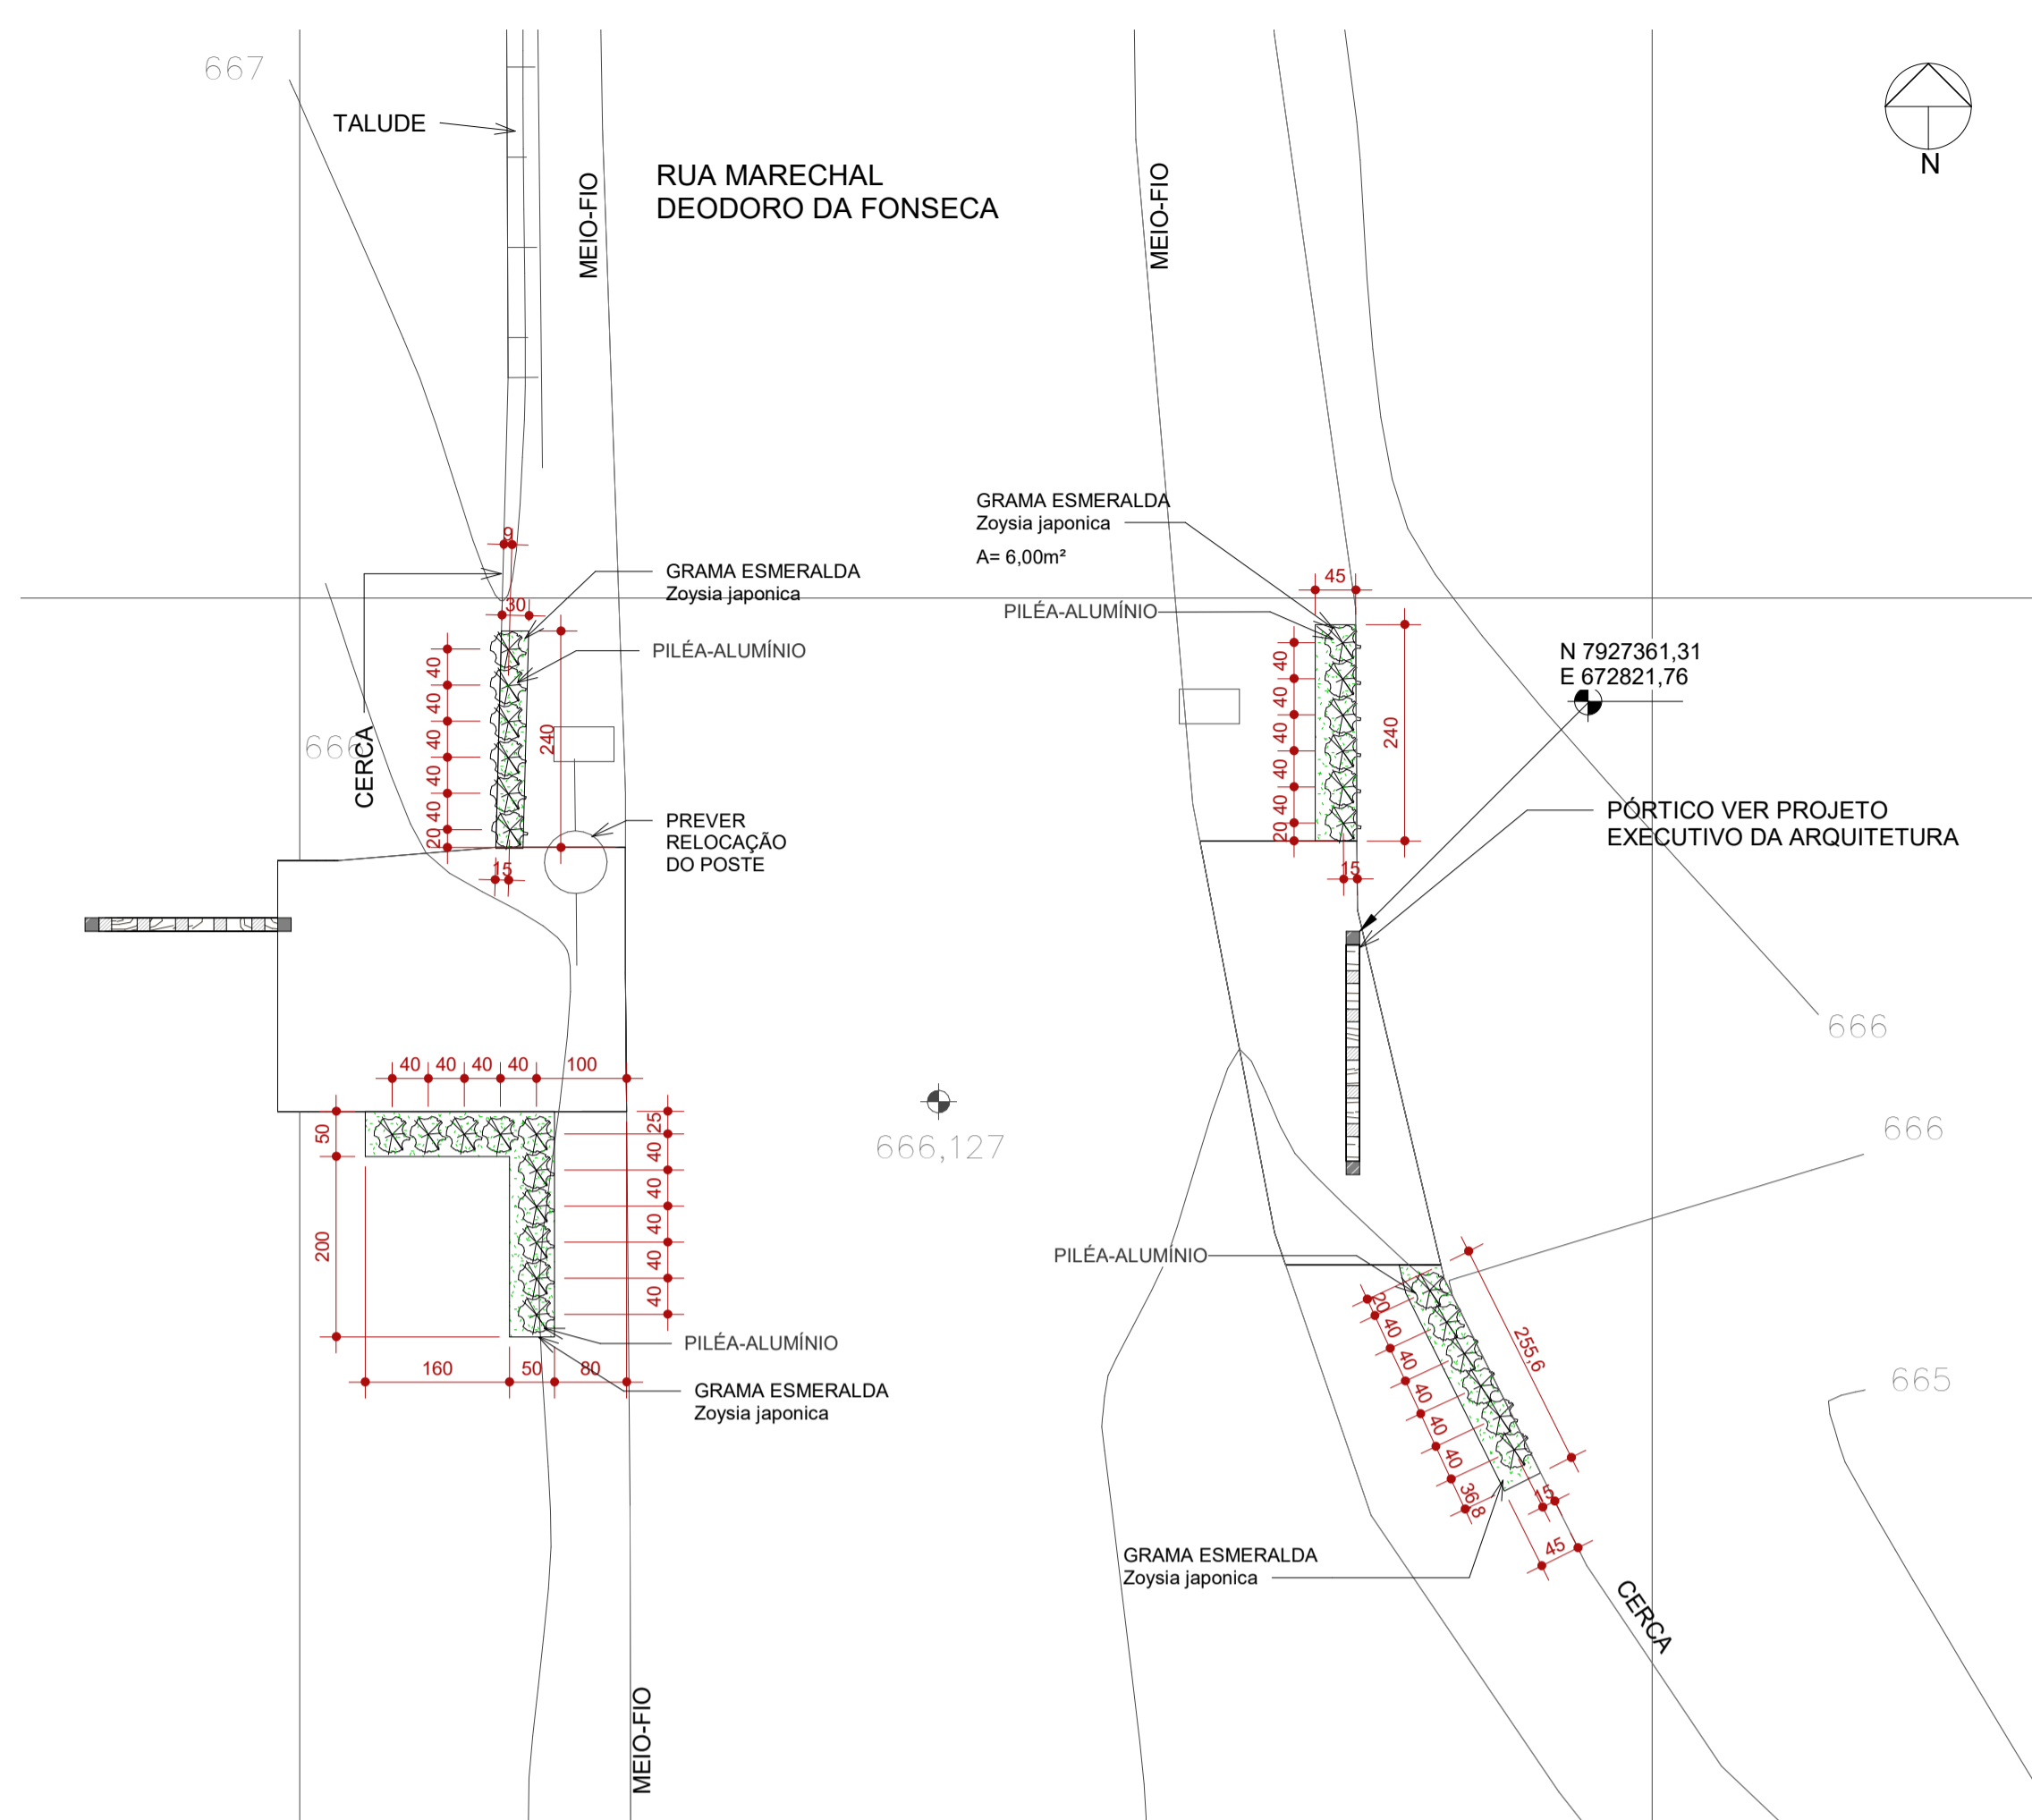 667
TALUDE
MEIO-FIO
RUA MARECHAL
DEODORO DA FONSECA
MEIO-FIO
N
9
30
GRAMA ESMERALDA
Zoysia japonica
PILÉA-ALUMÍNIO
40
40
40
40
40
20
240
15
CERCA
666
PREVER
RELOCAÇÃO
DO POSTE
GRAMA ESMERALDA
Zoysia japonica
A= 6,00m²
PILÉA-ALUMÍNIO
45
40
40
40
40
40
20
240
15
N 7927361,31
E 672821,76
PÓRTICO VER PROJETO
EXECUTIVO DA ARQUITETURA
666
666
665
666,127
40
40
40
40
100
50
200
25
40
40
40
40
40
160
50
80
PILÉA-ALUMÍNIO
GRAMA ESMERALDA
Zoysia japonica
MEIO-FIO
PILÉA-ALUMÍNIO
20
40
40
40
40
40
36,8
255,6
15
45
GRAMA ESMERALDA
Zoysia japonica
CERCA